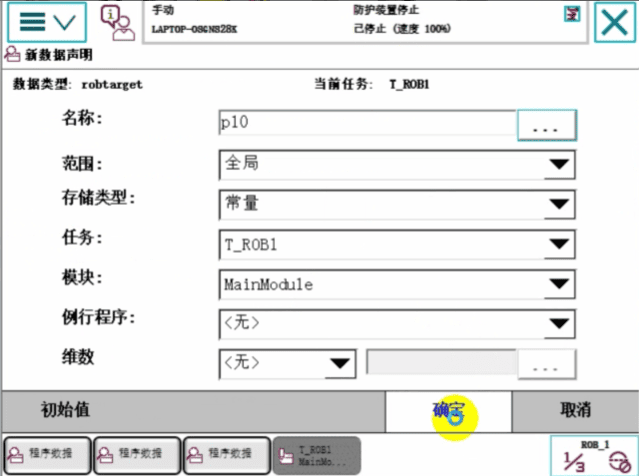 手动
防护装置停止
LAPTOP-OS6NS28K
己停止 (速度 100%)
新数据声明
数据类型: robtarget
当前任务: T_ROB1
名称:
p10
...
范围:
全局
存储类型:
常量
任务:
T_ROB1
模块:
MainModule
例行程序:
<无>
维数
<无>
...
初始值
确定
取消
程序数据
程序数据
程序数据
T_ROB1
MainMo...
ROB_1
1/3